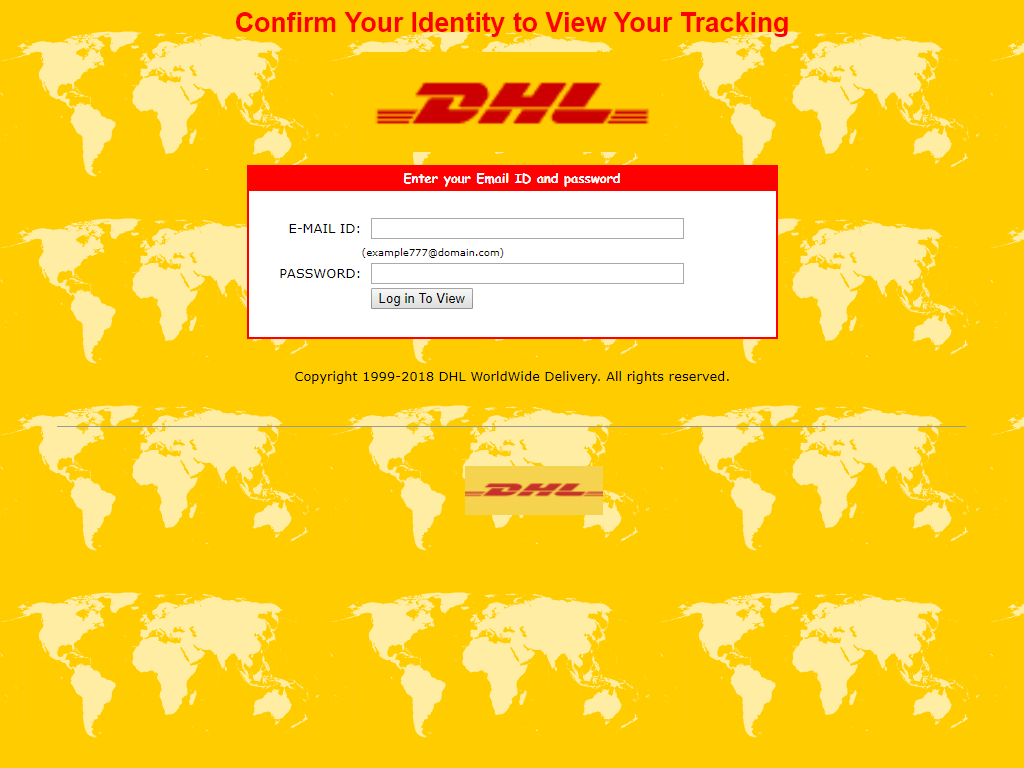 Confirm Your Identity to View Your Tracking
DHL
Enter your Email ID and password
E-MAIL ID:
(example777@domain.com)
PASSWORD:
Log in To View
Copyright 1999-2018 DHL WorldWide Delivery. All rights reserved.
DHL